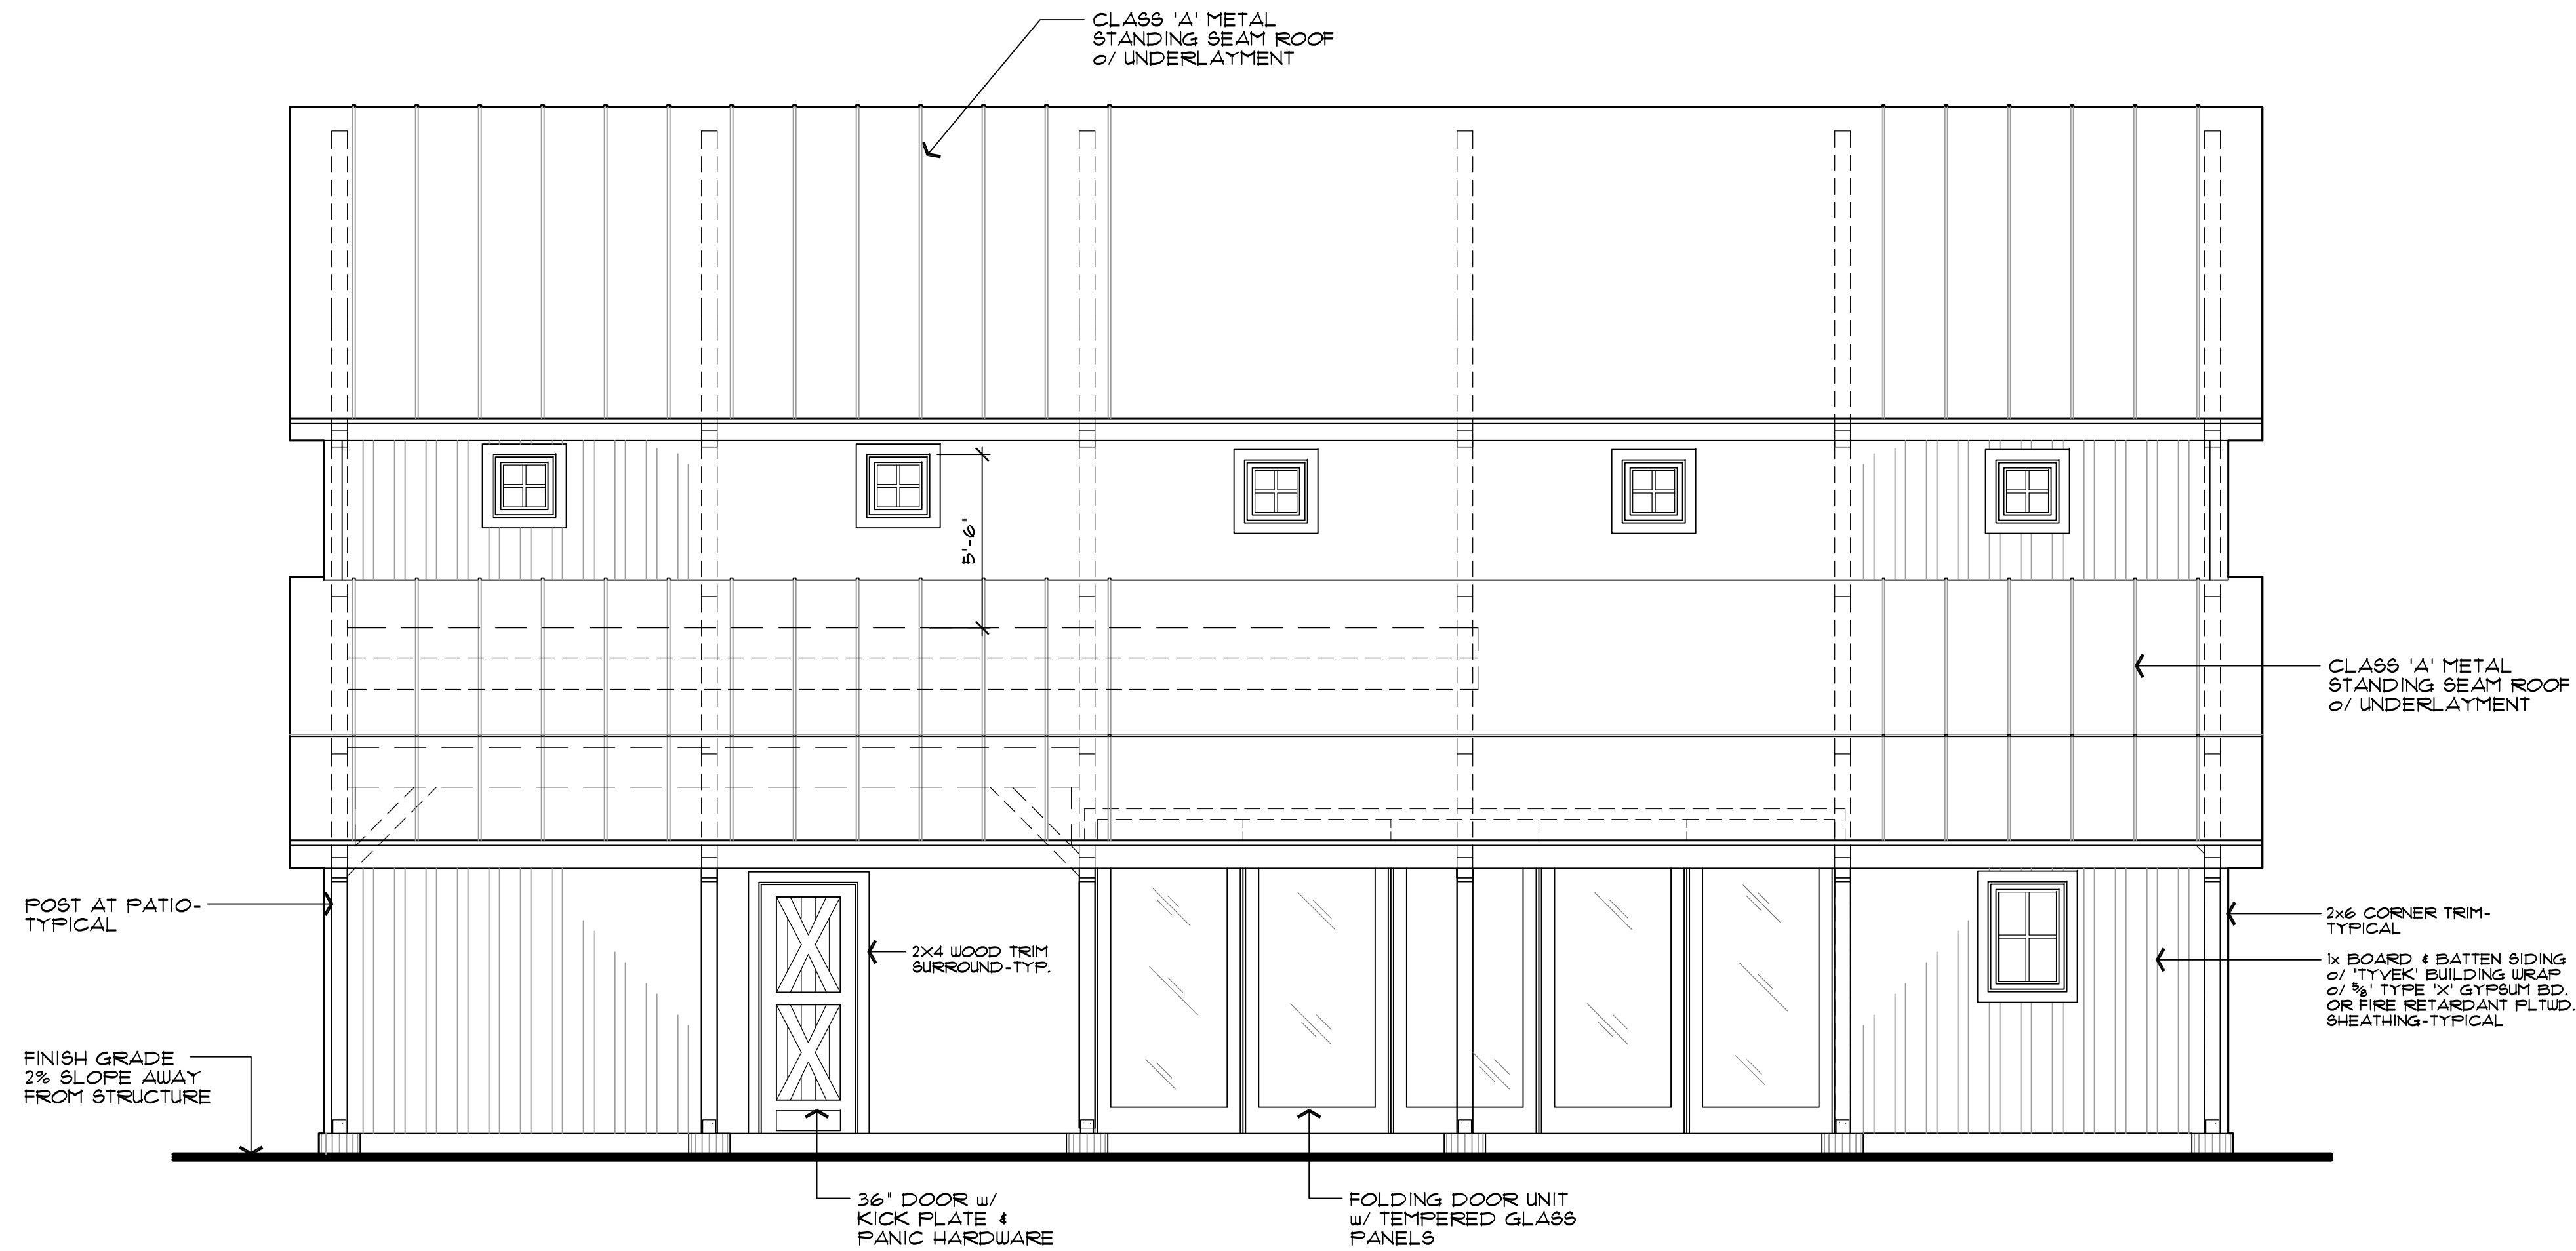 CLASS 'A' METAL
STANDING SEAM ROOF
o/ UNDERLAYMENT
5'-6"
CLASS 'A' METAL
STANDING SEAM ROOF
o/ UNDERLAYMENT
POST AT PATIO-
TYPICAL
2X4 WOOD TRIM
SURROUND-TYP.
2x6 CORNER TRIM-
TYPICAL
1x BOARD & BATTEN SIDING
o/ 'TYVEK' BUILDING WRAP
o/ 5/8' TYPE 'X' GYPSUM BD.
OR FIRE RETARDANT PLTWD.
SHEATHING-TYPICAL
FINISH GRADE
2% SLOPE AWAY
FROM STRUCTURE
36" DOOR w/
KICK PLATE &
PANIC HARDWARE
FOLDING DOOR UNIT
w/ TEMPERED GLASS
PANELS